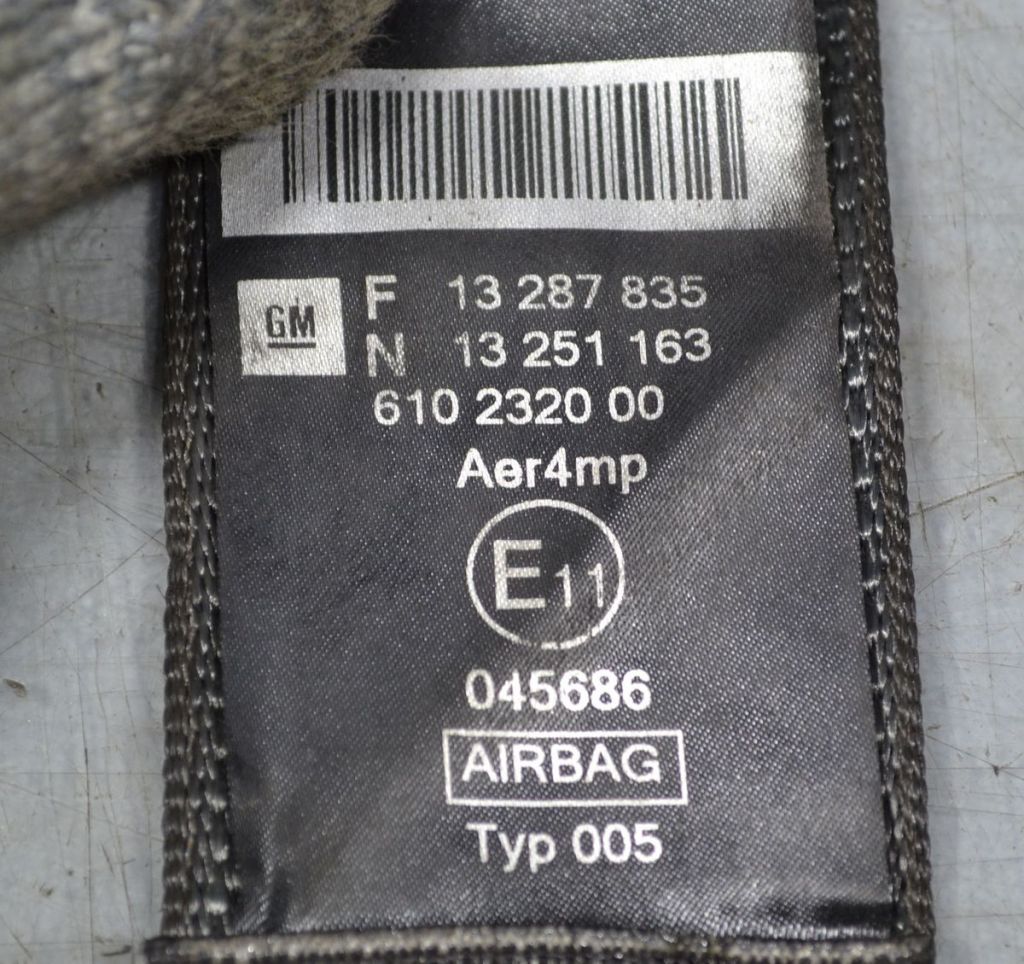 GM F 13 287 835
N 13 251 163
610 2320 00
Aer4mp
E11
045686
AIRBAG
Typ 005